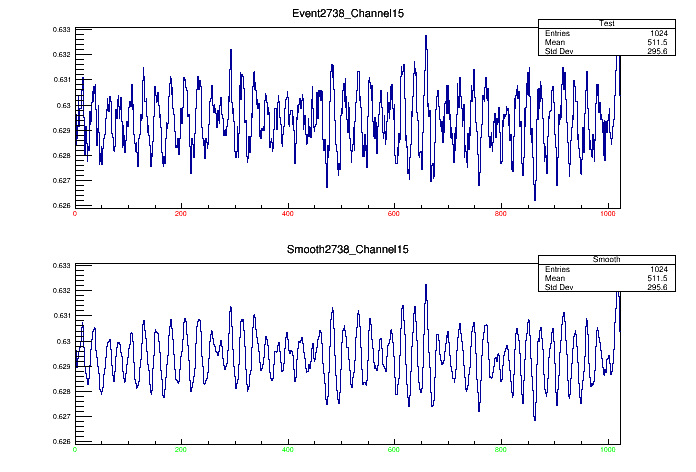 Event2738_Channel15
Test
Entries 1024
Mean 511.5
Std Dev 295.6
0.633
0.632
0.631
0.63
0.629
0.628
0.627
0.626
0 200 400 600 800 1000
Smooth2738_Channel15
Smooth
Entries 1024
Mean 511.5
Std Dev 295.6
0.633
0.632
0.631
0.63
0.629
0.628
0.627
0.626
0 200 400 600 800 1000